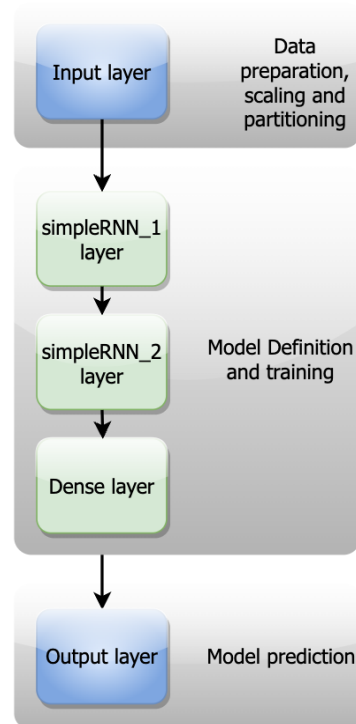 Input layer
Data
preparation,
scaling and
partitioning
simpleRNN_1
layer
simpleRNN_2
layer
Model Definition
and training
Dense layer
Output layer
Model prediction